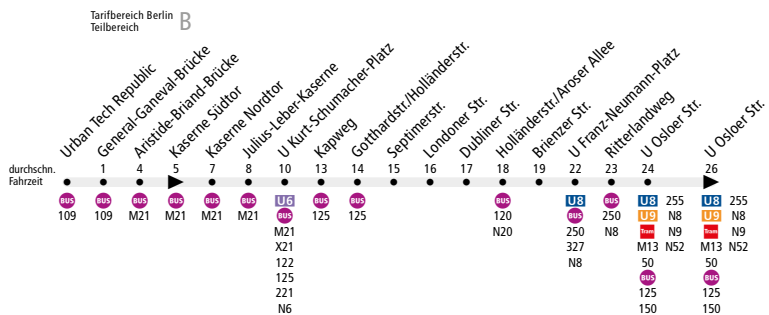 Tarifbereich Berlin
Teilbereich
B
Urban Tech Republic
General-Ganeval-Brücke
Aristide-Briand-Brücke
Kaserne Südtor
Kaserne Nordtor
Julius-Leber-Kaserne
U Kurt-Schumacher-Platz
Kapweg
Gotthardstr./Holländerstr.
Septimerstr.
Londoner Str.
Dubliner Str.
Holländerstr./Aroser Allee
Brienzer Str.
U Franz-Neumann-Platz
Ritterlandweg
U Osloer Str.
U Osloer Str.
durchschn. 1 4 5 7 8 10 13 14 15 16 17 18 19 22 23 24 26
Fahrzeit
BUS BUS BUS BUS BUS BUS U6 BUS BUS BUS U8 BUS U8 255 U8 255
109 109 M21 M21 M21 M21 BUS 125 125 120 BUS 250 U9 N8 U9 N8
M21 N20 250 N8 Tram N9 Tram N9
X21 327 M13 N52 M13 N52
122 N8 50 50
125 BUS BUS
221 125 125
N6 150 150